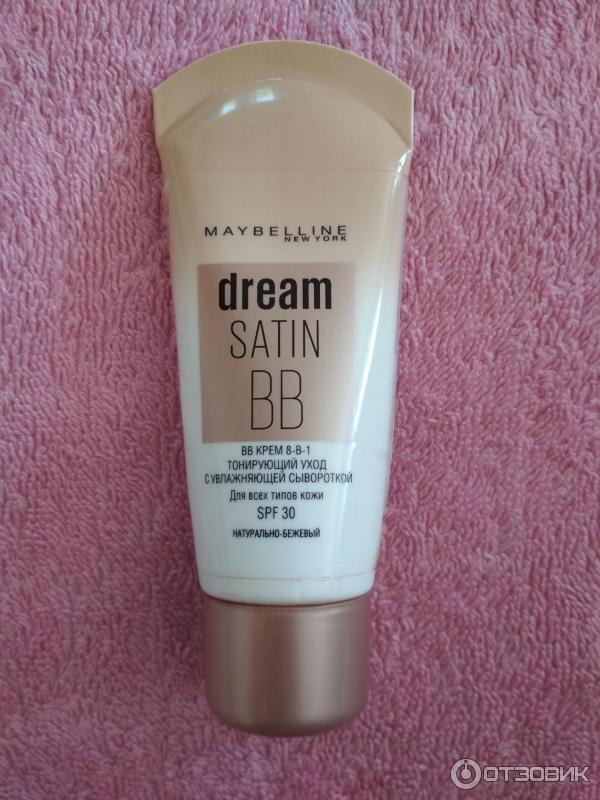 MAYBELLINE
NEW YORK
dream
SATIN
BB
BB КРЕМ 8-В-1
ТОНИРУЮЩИЙ УХОД
С УВЛАЖНЯЮЩЕЙ СЫВОРОТКОЙ
Для всех типов кожи
SPF 30
НАТУРАЛЬНО-БЕЖЕВЫЙ
ОТЗОВИК